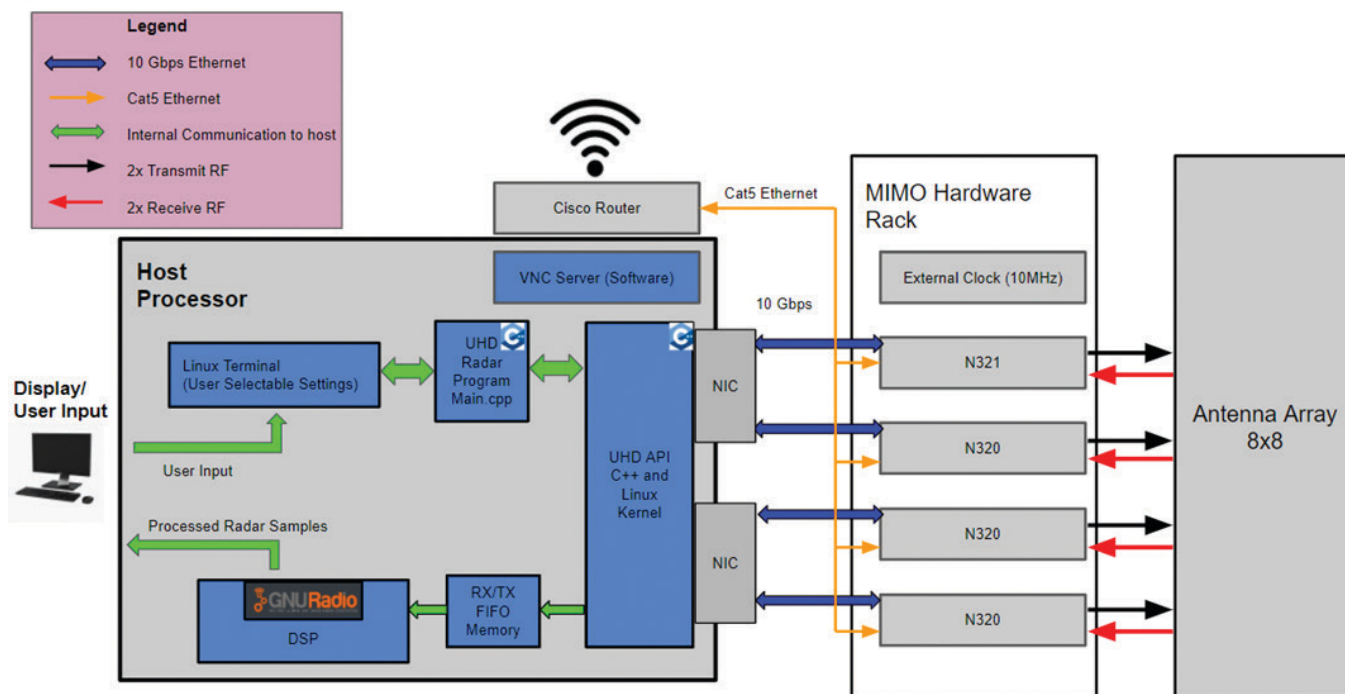 Legend
10 Gbps Ethernet
Cat5 Ethernet
Internal Communication to host
2x Transmit RF
2x Receive RF
Cisco Router
Cat5 Ethernet
MIMO Hardware
Rack
Host
Processor
VNC Server (Software)
External Clock (10MHz)
10 Gbps
Linux Terminal
(User Selectable Settings)
UHD
Radar
Program
Main.cpp
NIC
N321
Display/
User Input
User Input
UHD API
C++ and
Linux
Kernel
N320
Antenna Array
8x8
Processed Radar Samples
NIC
N320
GNURadio
DSP
RX/TX
FIFO
Memory
N320